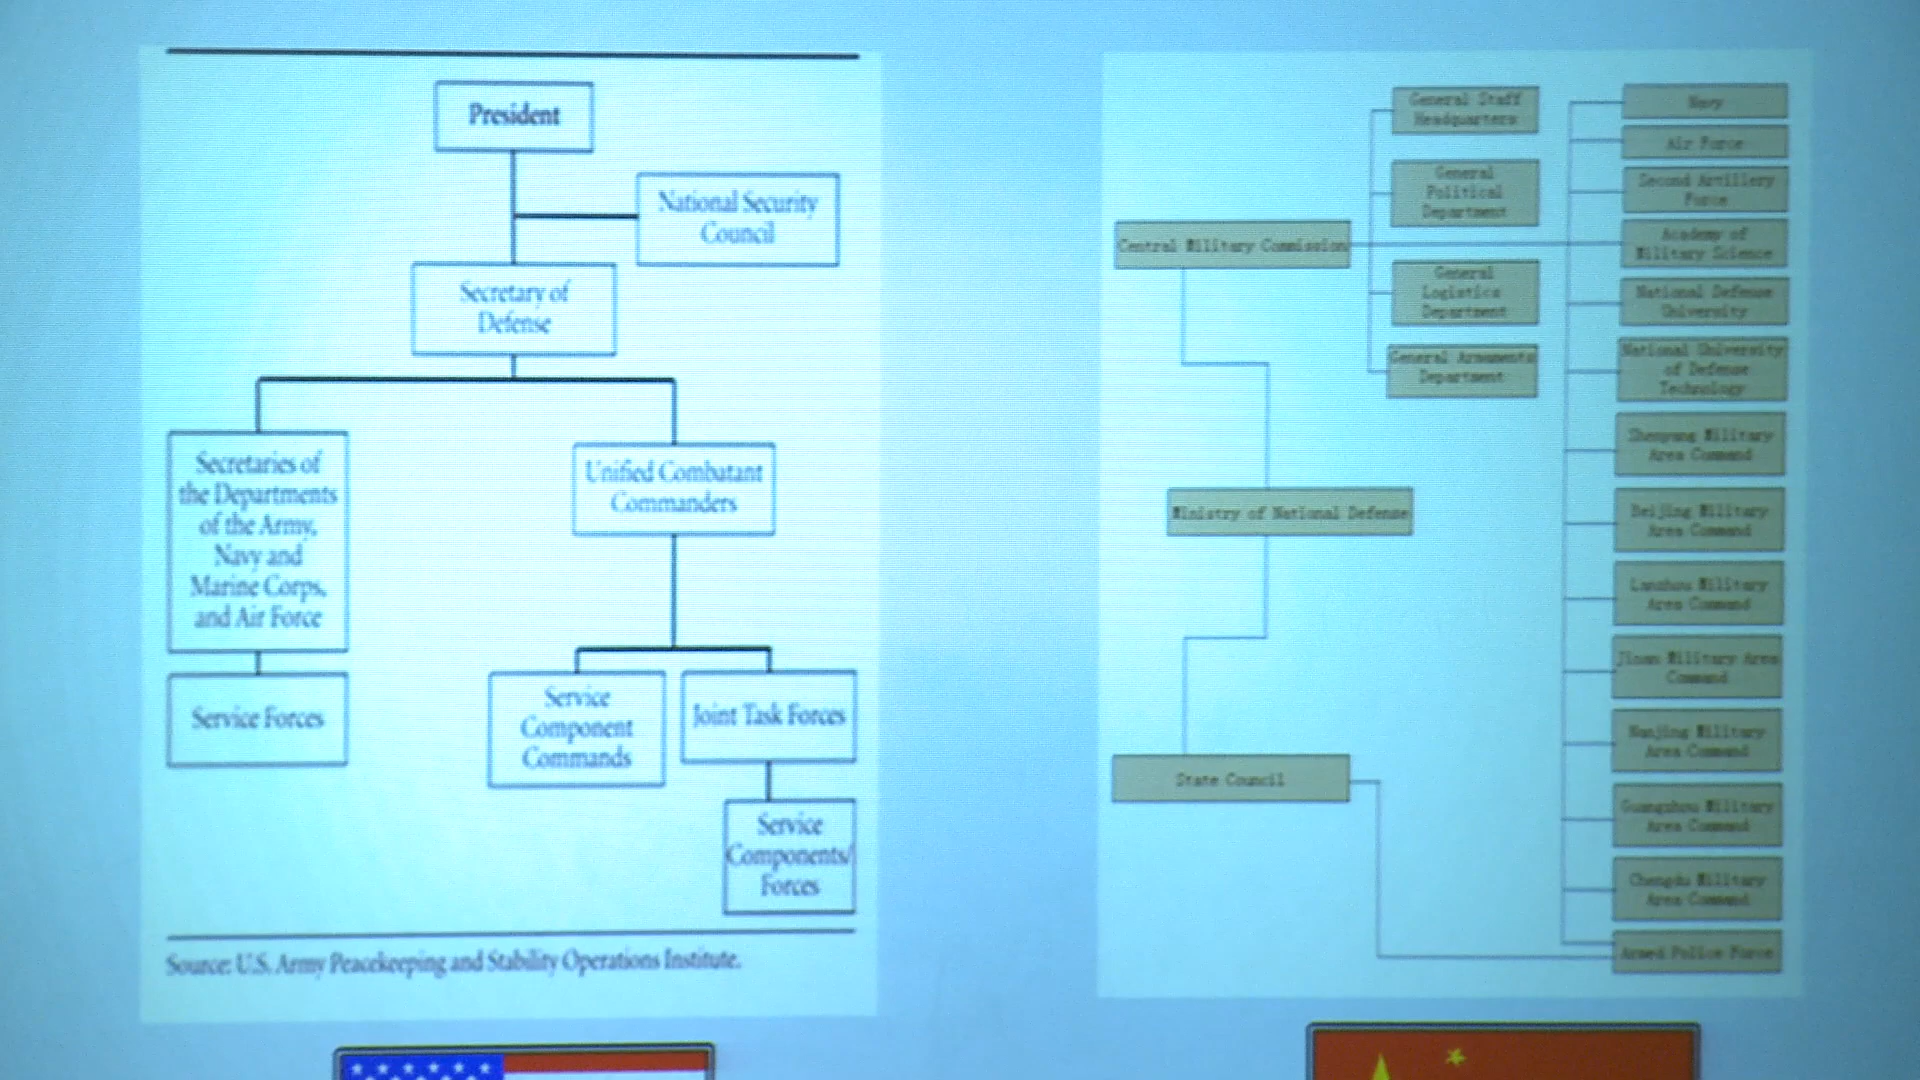 President
National Security
Council
Secretary of
Defense
Secretaries of
the Departments
of the Army,
Navy and
Marine Corps,
and Air Force
Unified Combatant
Commanders
Service Forces
Service
Component
Commands
Joint Task Forces
Service
Components/
Forces
Source: U.S. Army Peacekeeping and Stability Operations Institute.
Central Military Commission
Ministry of National Defense
State Council
General Staff
Headquarters
General
Political
Department
General
Logistics
Department
General Armaments
Department
Navy
Air Force
Second Artillery
Force
Academy of
Military Science
National Defense
University
National University
of Defense
Technology
Shenyang Military
Area Command
Beijing Military
Area Command
Lanzhou Military
Area Command
Jinan Military Area
Command
Nanjing Military
Area Command
Guangzhou Military
Area Command
Chengdu Military
Area Command
Armed Police Force